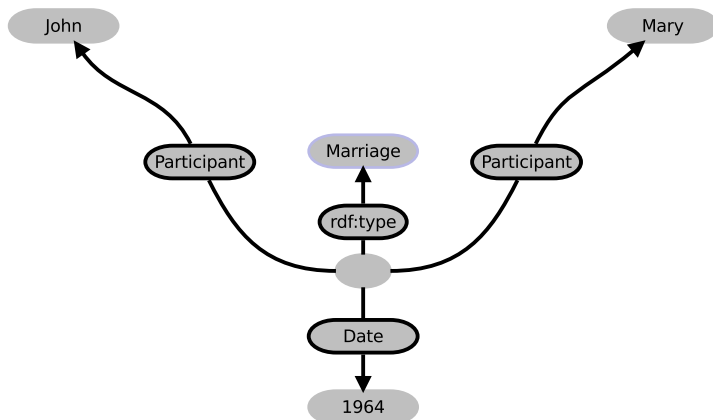 John
Mary
Marriage
Participant
Participant
rdf:type
Date
1964